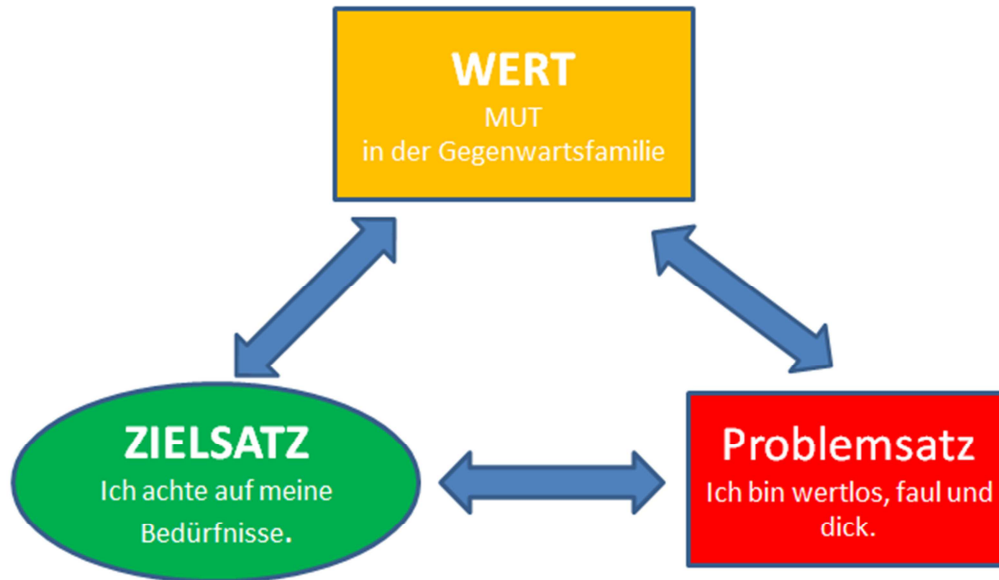 WERT
MUT
in der Gegenwartsfamilie
ZIELSATZ
Ich achte auf meine
Bedürfnisse.
Problemsatz
Ich bin wertlos, faul und
dick.